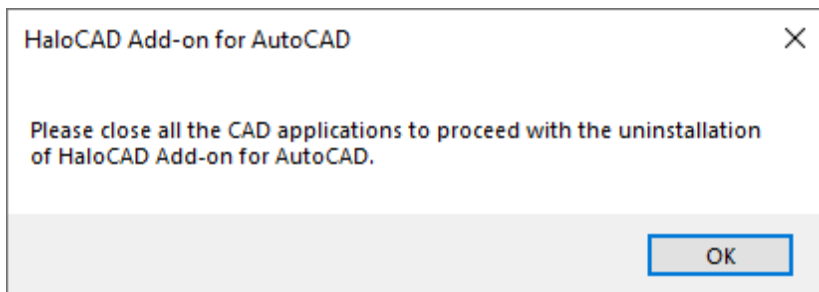 HaloCAD Add-on for AutoCAD
Please close all the CAD applications to proceed with the uninstallation
of HaloCAD Add-on for AutoCAD.
OK